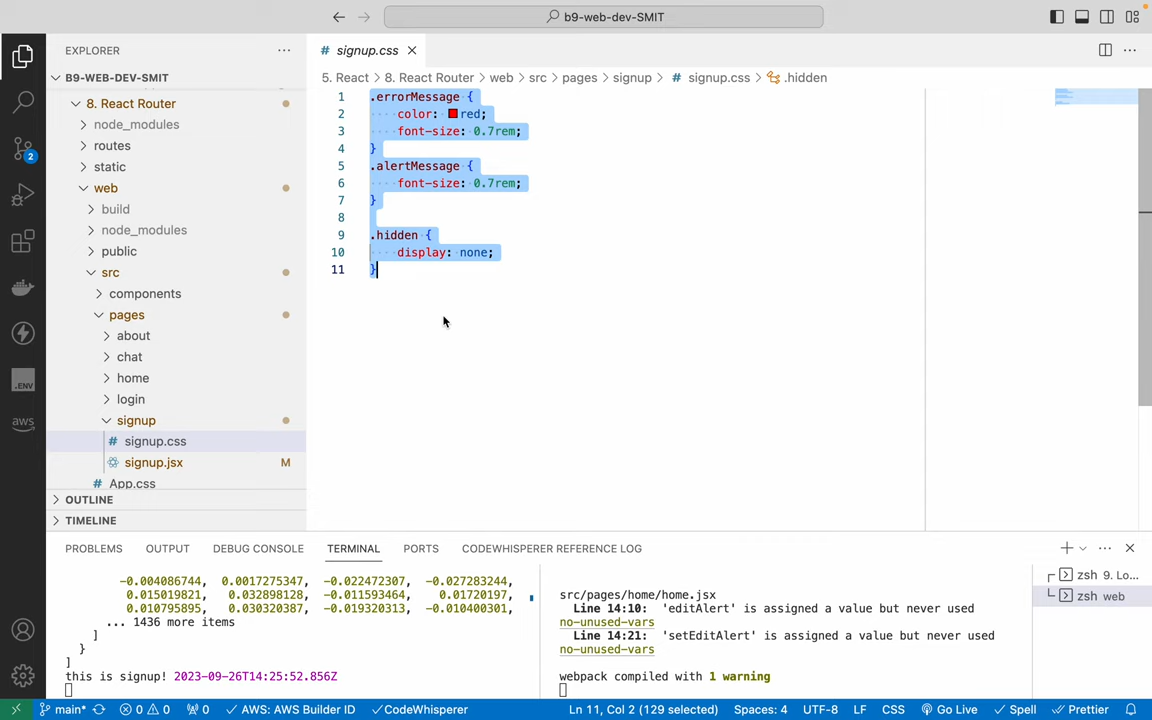 b9-web-dev-SMIT
EXPLORER
signup.css
B9-WEB-DEV-SMIT
5. React > 8. React Router > web > src > pages > signup > # signup.css > .hidden
8. React Router
node_modules
routes
static
web
build
node_modules
public
src
components
pages
about
chat
home
login
signup
# signup.css
signup.jsx M
# App.css
OUTLINE
TIMELINE
1 .errorMessage {
2 ····color: red;
3 ····font-size: 0.7rem;
4 }
5 .alertMessage {
6 ····font-size: 0.7rem;
7 }
8
9 .hidden {
10 ····display: none;
11 }
2
.ENV
aws
PROBLEMS OUTPUT DEBUG CONSOLE TERMINAL PORTS CODEWHISPERER REFERENCE LOG
-0.004086744, 0.0017275347, -0.022472307, -0.027283244,
0.015019821, 0.032898128, -0.011593464, 0.01720197,
0.010795895, 0.030320387, -0.019320313, -0.010400301,
... 1436 more items
]
}
]
this is signup! 2023-09-26T14:25:52.856Z
src/pages/home/home.jsx
Line 14:10: 'editAlert' is assigned a value but never used
no-unused-vars
Line 14:21: 'setEditAlert' is assigned a value but never used
no-unused-vars
webpack compiled with 1 warning
zsh 9. Lo...
zsh web
main* 0 0 0 AWS: AWS Builder ID CodeWhisperer Ln 11, Col 2 (129 selected) Spaces: 4 UTF-8 LF CSS Go Live Spell Prettier